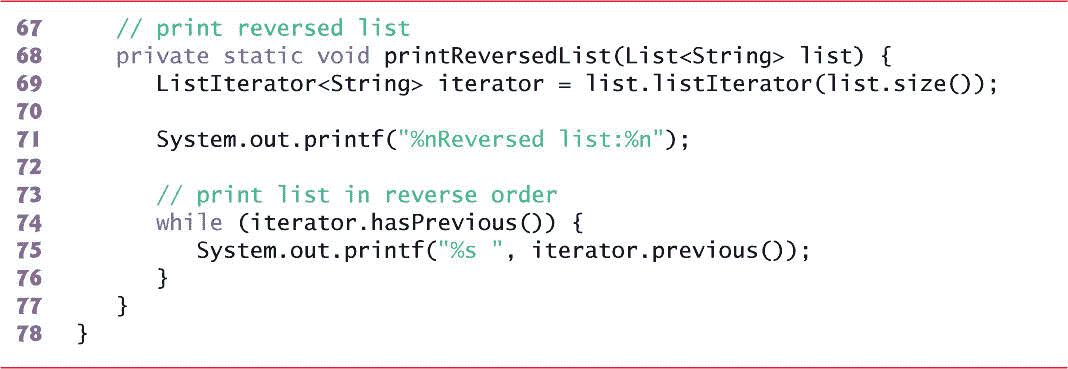 67 // print reversed list
68 private static void printReversedList(List<String> list) {
69 ListIterator<String> iterator = list.listIterator(list.size());
70
71 System.out.printf("%nReversed list:%n");
72
73 // print list in reverse order
74 while (iterator.hasPrevious()) {
75 System.out.printf("%s ", iterator.previous());
76 }
77 }
78 }